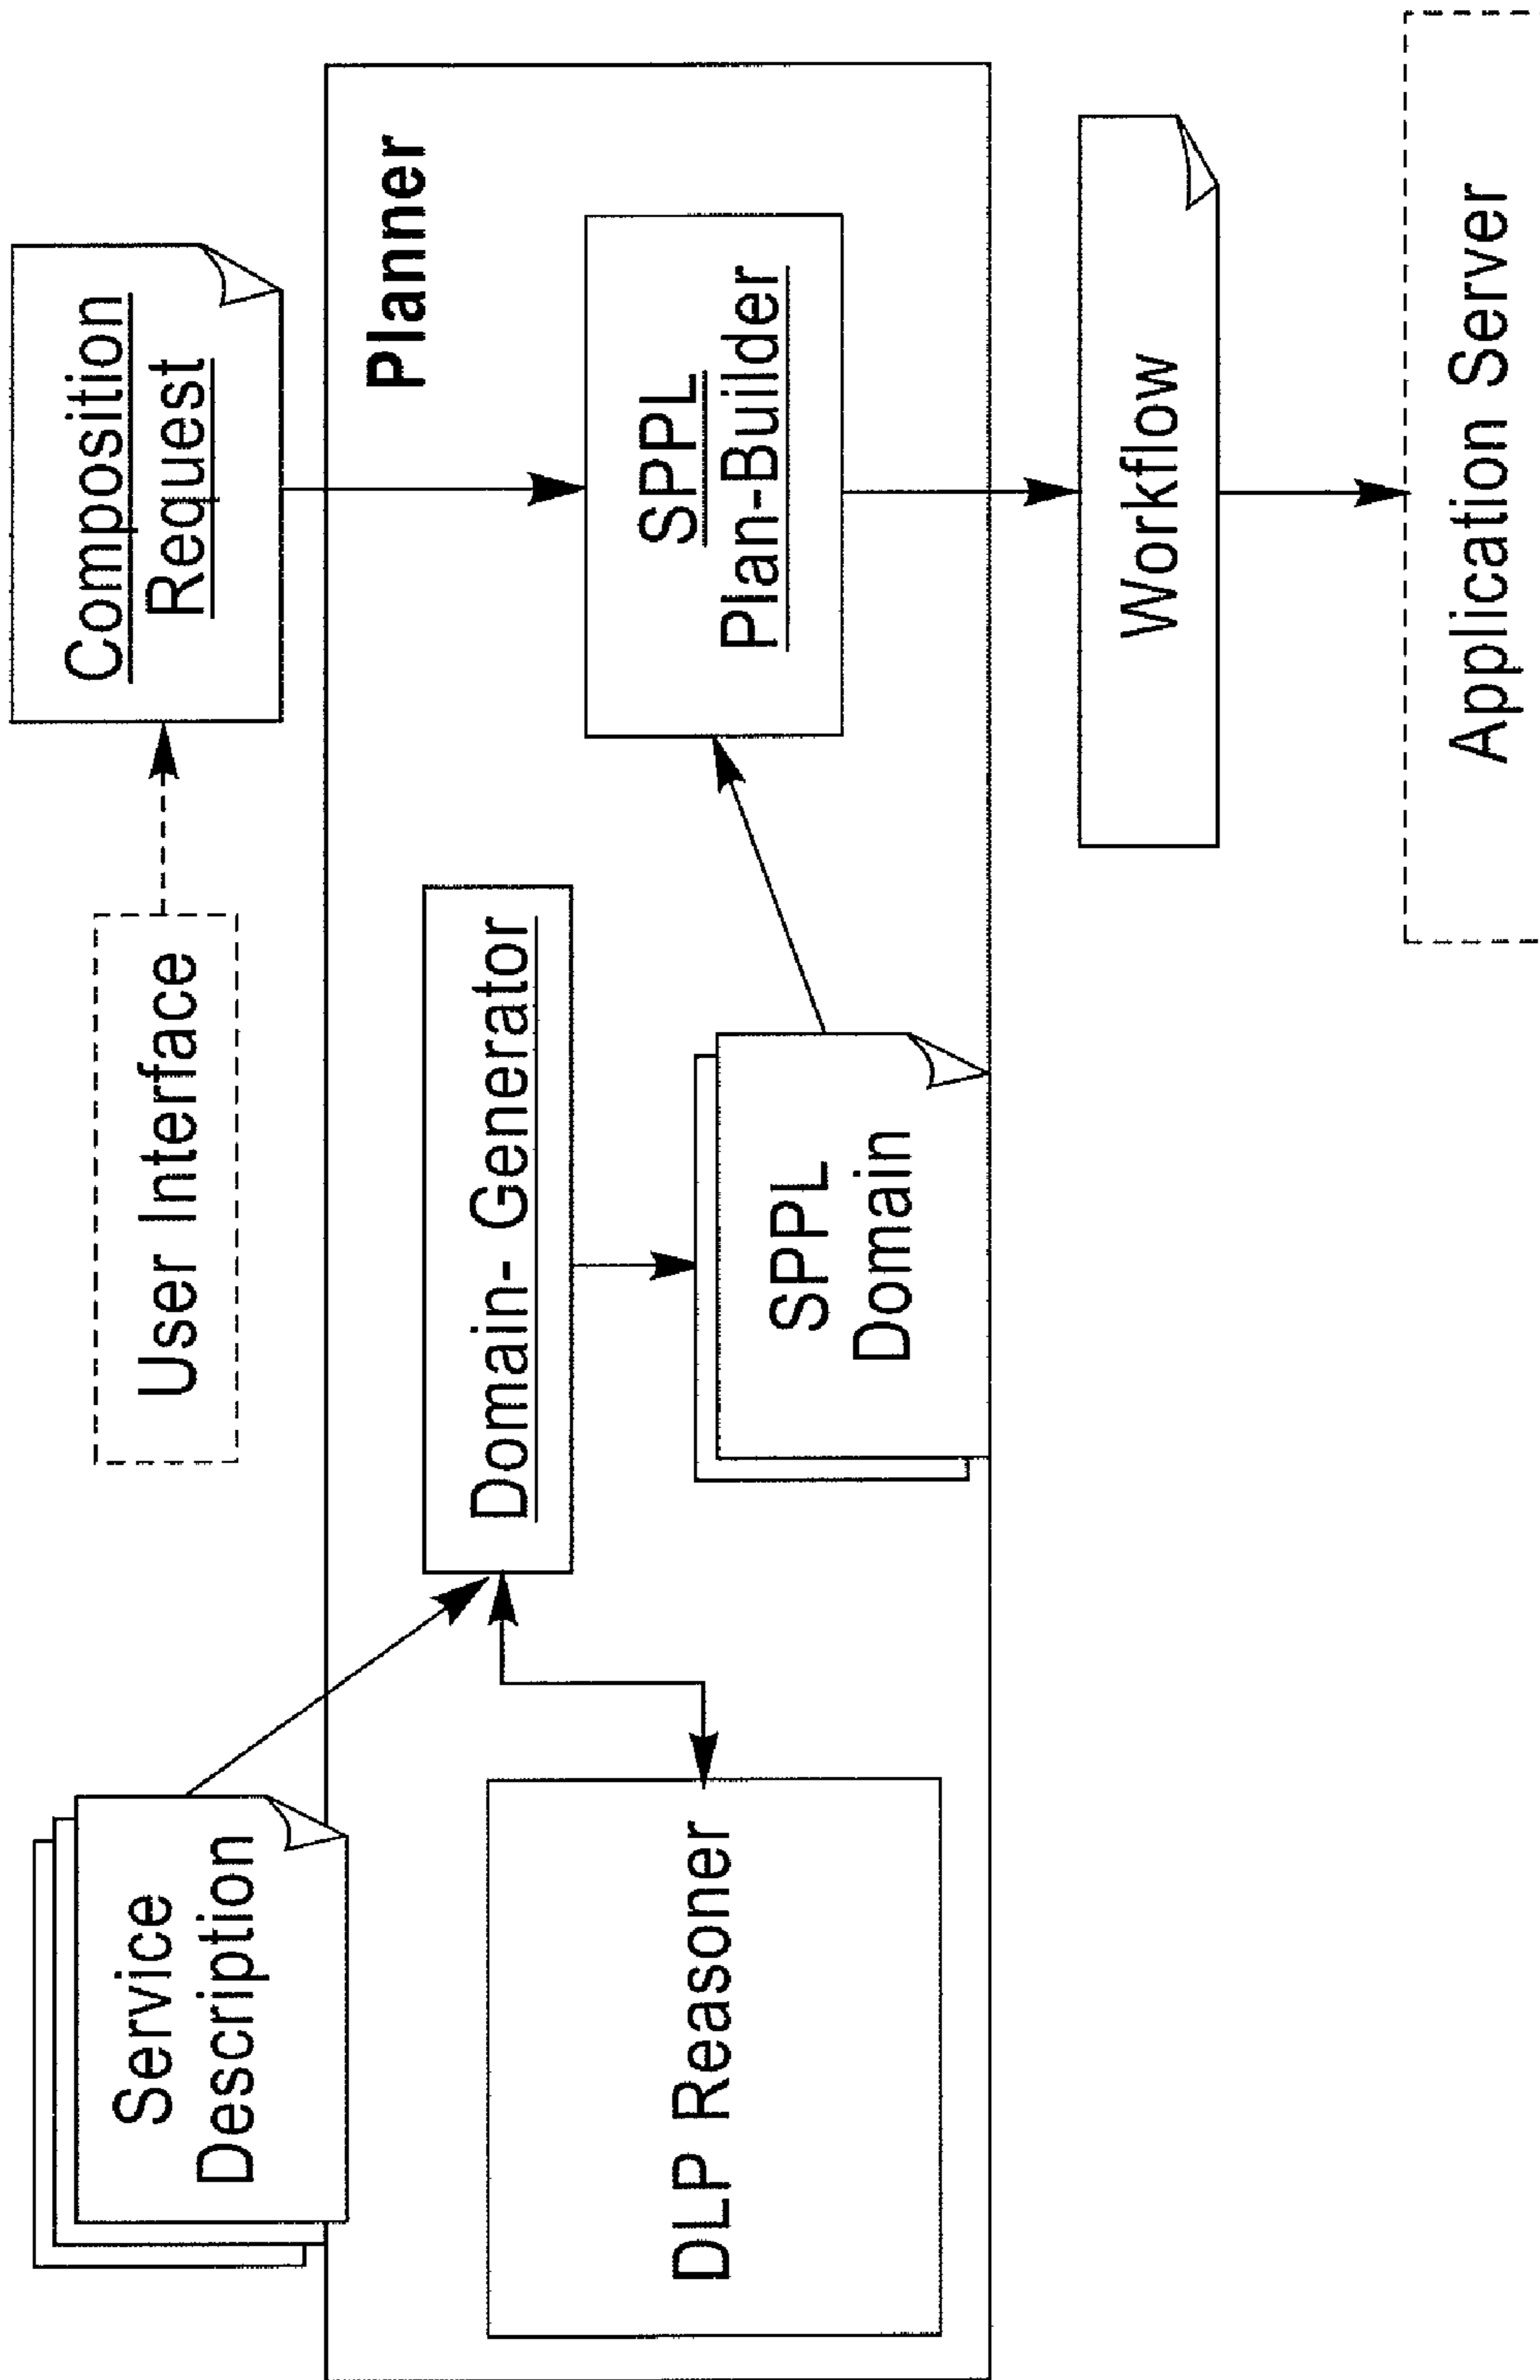 Service
Description
User Interface
Composition
Request
Planner
Domain- Generator
DLP Reasoner
SPPL
Domain
SPPL
Plan-Builder
Workflow
Application Server